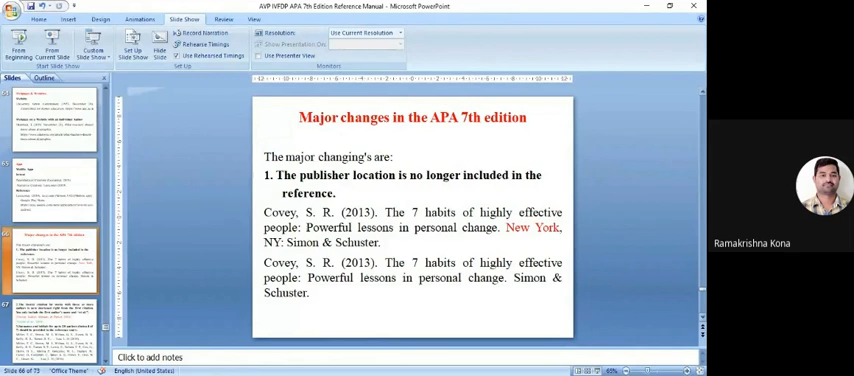 AVP IVFDP APA 7th Edition Reference Manual - Microsoft PowerPoint
Home Insert Design Animations Slide Show Review View
From Beginning
From Current Slide
Custom Slide Show
Start Slide Show
Set Up Slide Show
Hide Slide
Record Narration
Rehearse Timings
Use Rehearsed Timings
Set Up
Resolution: Use Current Resolution
Show Presentation On:
Use Presenter View
Monitors
Slides Outline
64
65
66
67
Major changes in the APA 7th edition
The major changing's are:
1. The publisher location is no longer included in the
reference.
Covey, S. R. (2013). The 7 habits of highly effective
people: Powerful lessons in personal change. New York,
NY: Simon & Schuster.
Covey, S. R. (2013). The 7 habits of highly effective
people: Powerful lessons in personal change. Simon &
Schuster.
Ramakrishna Kona
Click to add notes
Slide 66 of 73 "Office Theme" English (United States) 65%